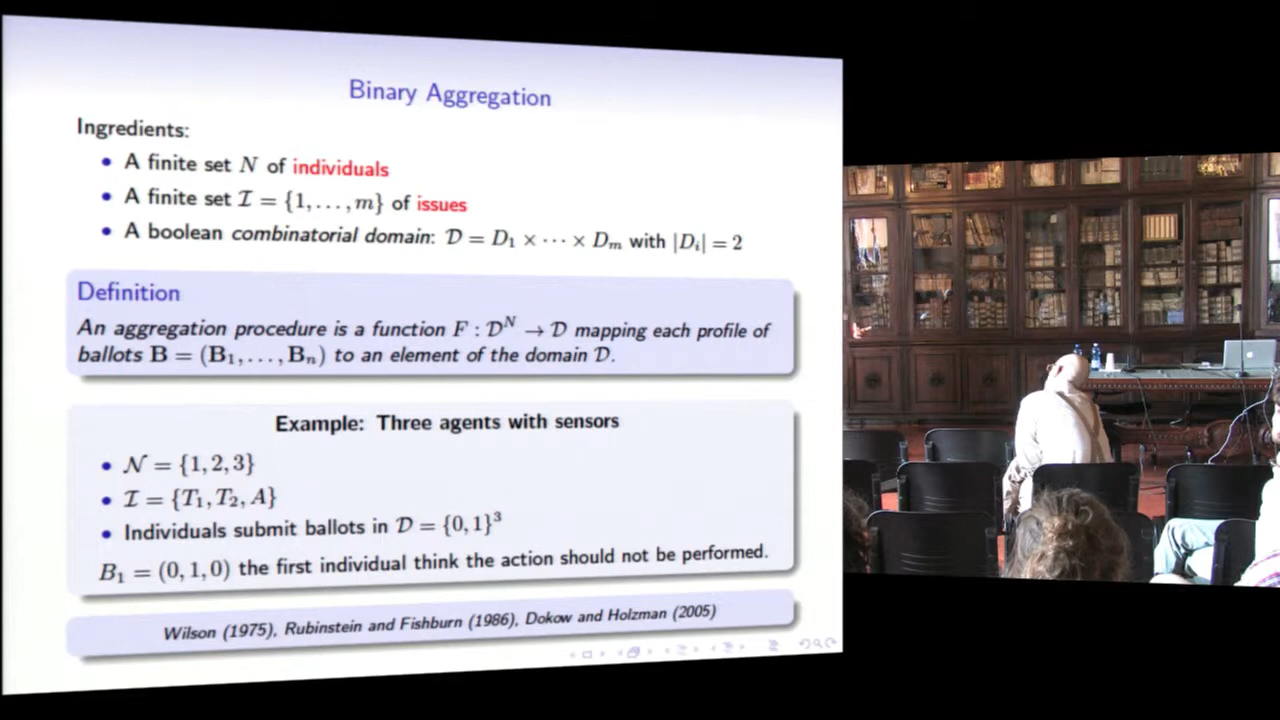 Binary Aggregation
Ingredients:
• A finite set N of individuals
• A finite set I = {1, . . . , m} of issues
• A boolean combinatorial domain: D = D₁ × · · · × Dₘ with |Dᵢ| = 2
Definition
An aggregation procedure is a function F : Dᴺ → D mapping each profile of
ballots B = (B₁, . . . , Bₙ) to an element of the domain D.
Example: Three agents with sensors
• N = {1, 2, 3}
• I = {T₁, T₂, A}
• Individuals submit ballots in D = {0, 1}³
B₁ = (0, 1, 0) the first individual think the action should not be performed.
Wilson (1975), Rubinstein and Fishburn (1986), Dokow and Holzman (2005)